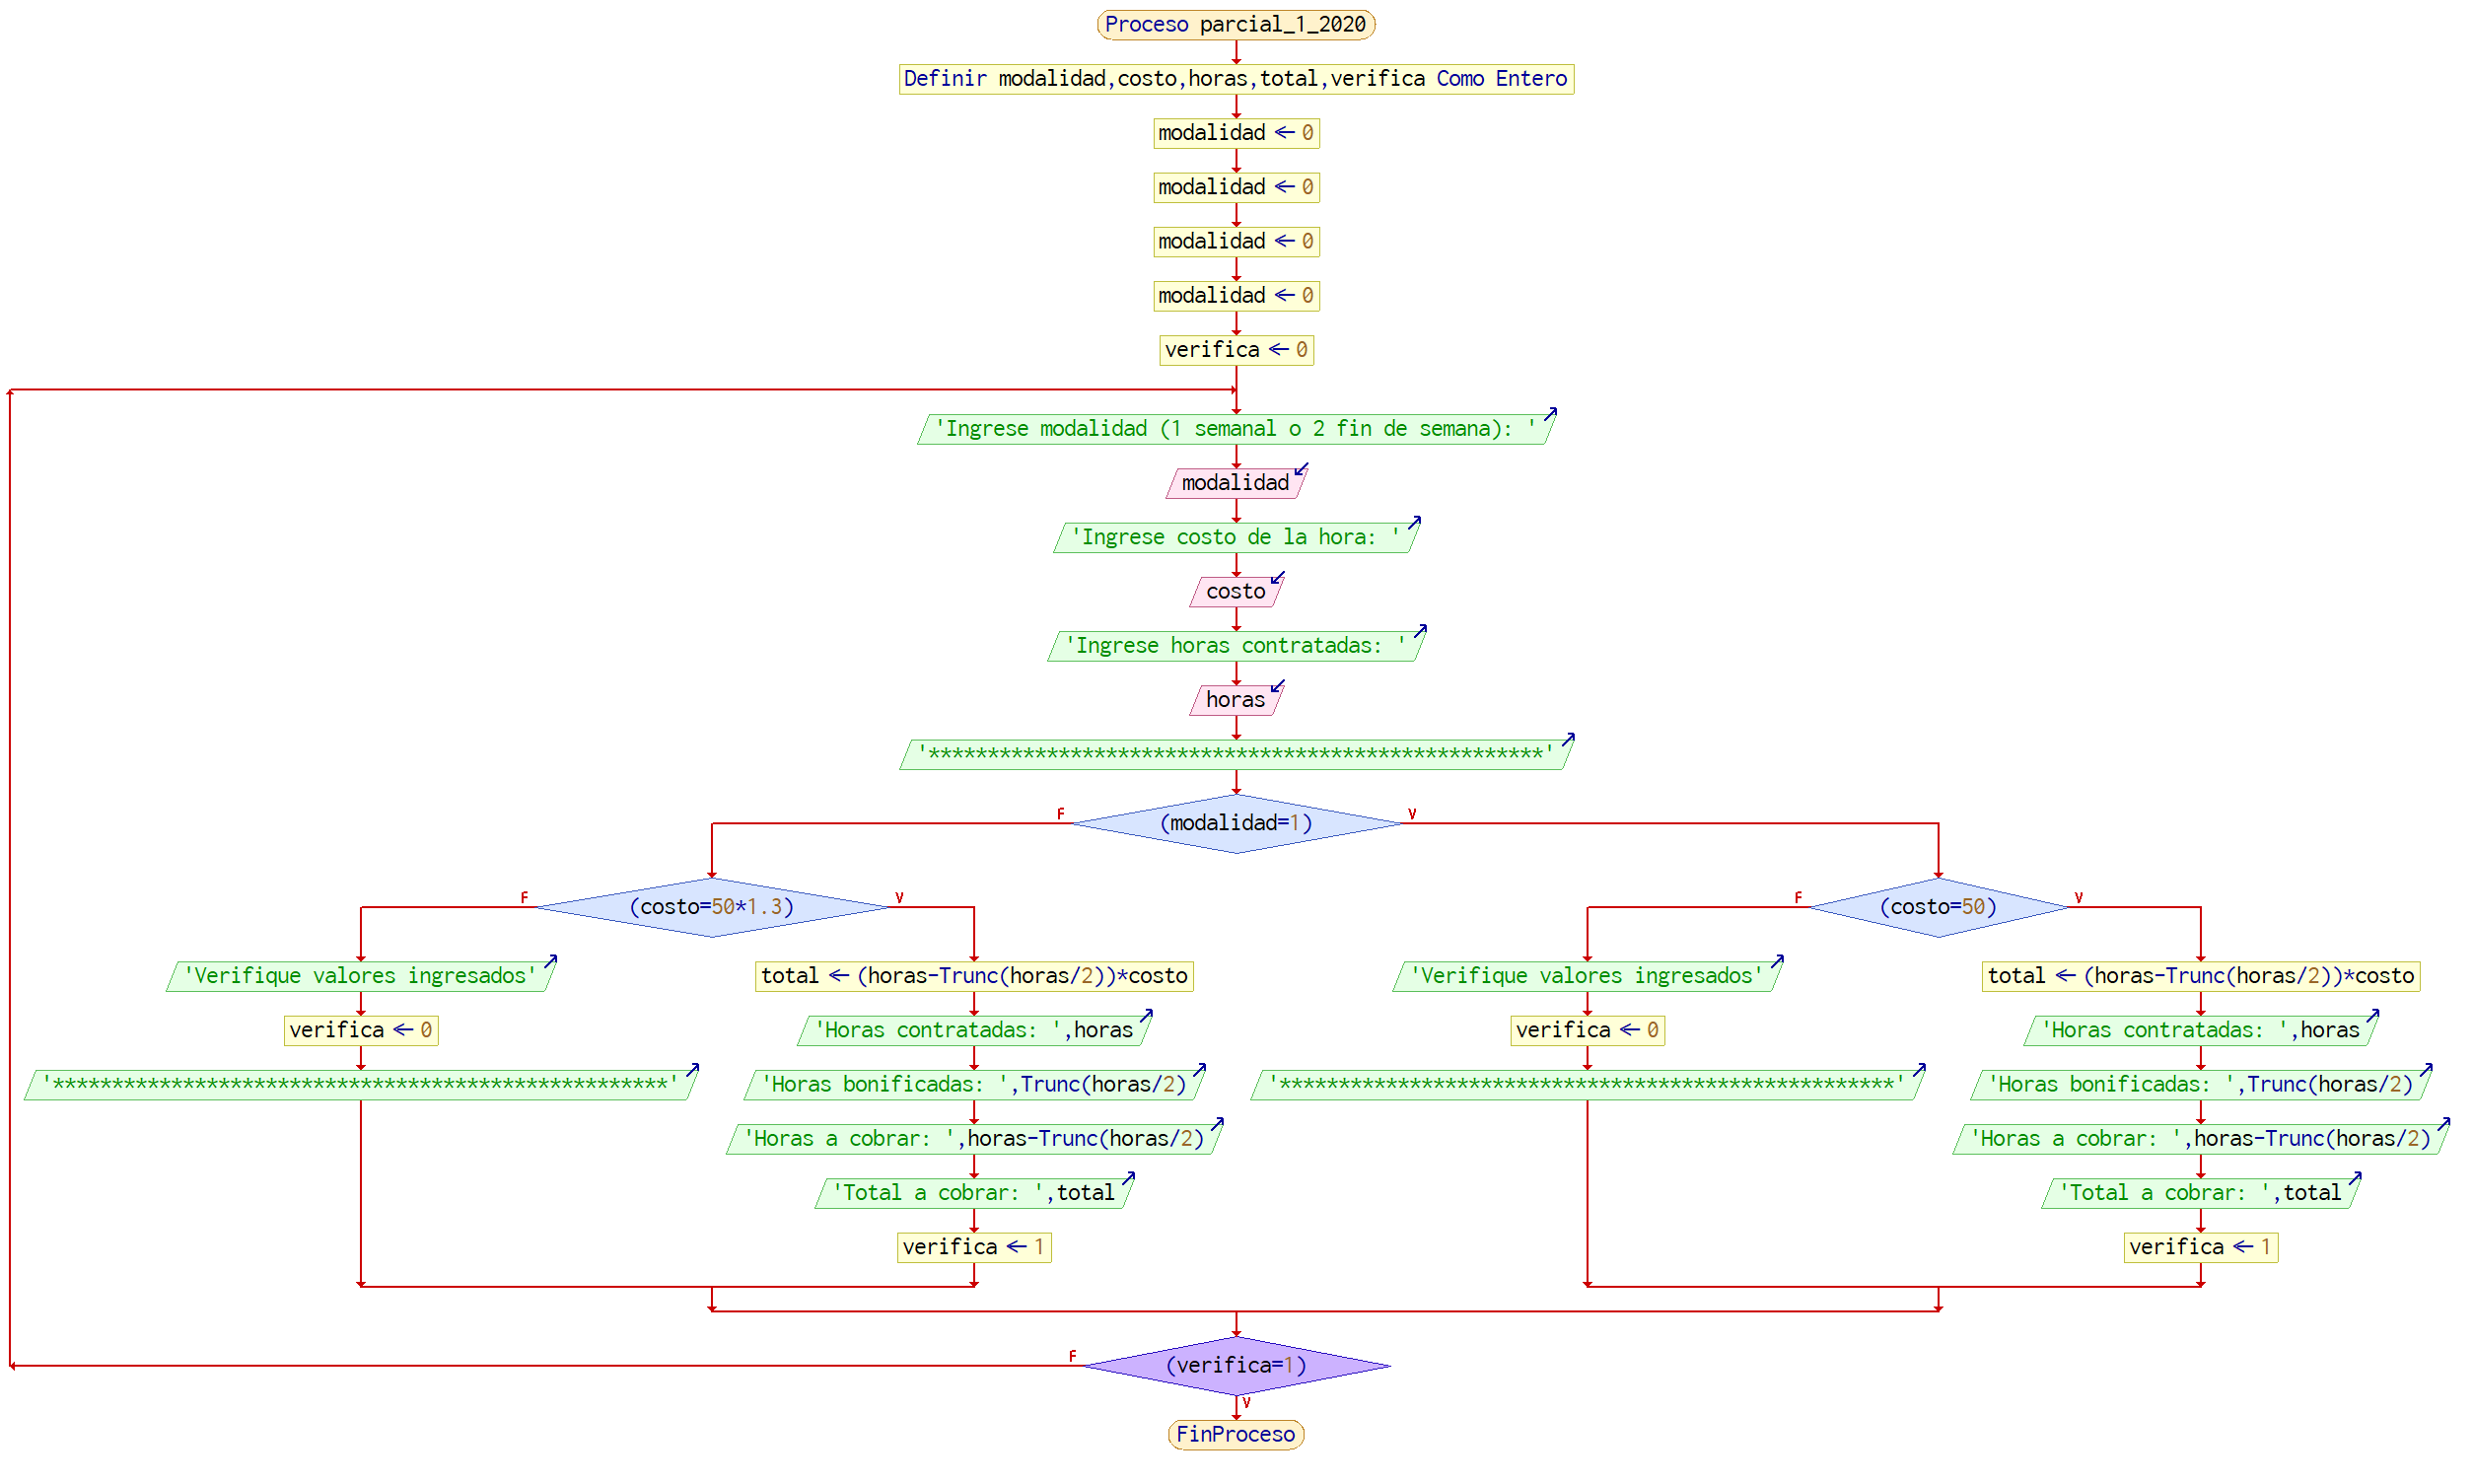 Proceso parcial_1_2020
Definir modalidad,costo,horas,total,verifica Como Entero
modalidad ← 0
modalidad ← 0
modalidad ← 0
modalidad ← 0
verifica ← 0
'Ingrese modalidad (1 semanal o 2 fin de semana): '
modalidad
'Ingrese costo de la hora: '
costo
'Ingrese horas contratadas: '
horas
'****************************************************'
F
(modalidad=1)
V
F
(costo=50*1.3)
V
'Verifique valores ingresados'
verifica ← 0
'****************************************************'
total ← (horas-Trunc(horas/2))*costo
'Horas contratadas: ',horas
'Horas bonificadas: ',Trunc(horas/2)
'Horas a cobrar: ',horas-Trunc(horas/2)
'Total a cobrar: ',total
verifica ← 1
F
(costo=50)
V
'Verifique valores ingresados'
verifica ← 0
'****************************************************'
total ← (horas-Trunc(horas/2))*costo
'Horas contratadas: ',horas
'Horas bonificadas: ',Trunc(horas/2)
'Horas a cobrar: ',horas-Trunc(horas/2)
'Total a cobrar: ',total
verifica ← 1
F
(verifica=1)
V
FinProceso